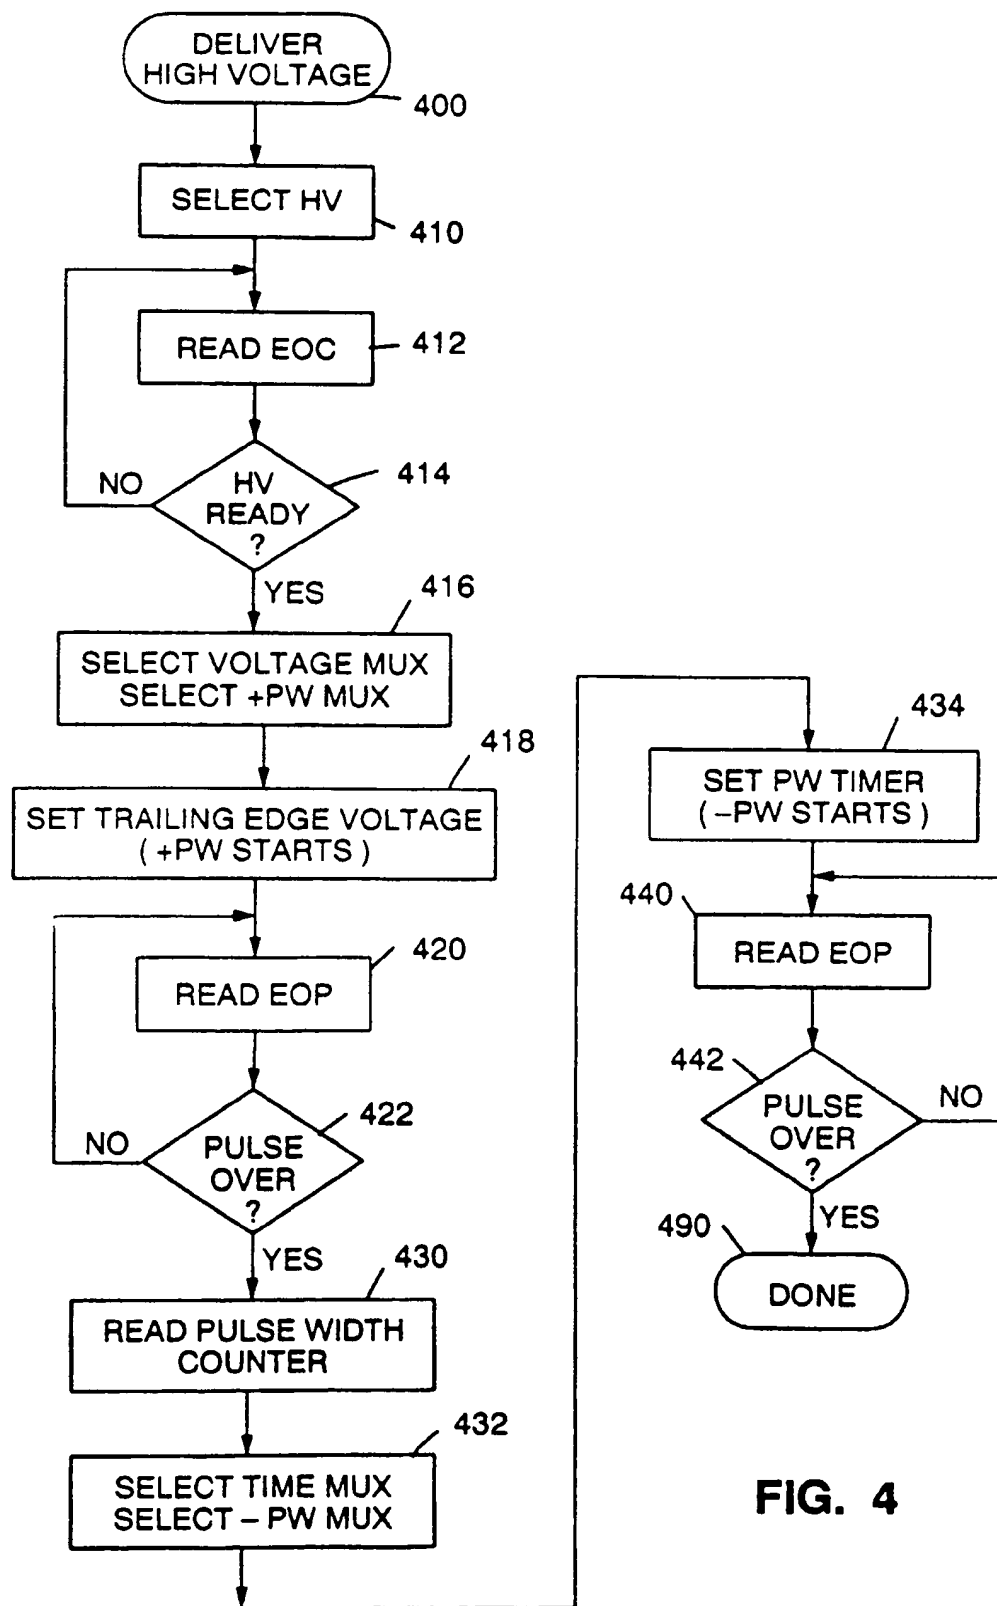 DELIVER
HIGH VOLTAGE
400
SELECT HV
410
READ EOC
412
HV
READY
?
414
NO
YES
416
SELECT VOLTAGE MUX
SELECT +PW MUX
418
SET TRAILING EDGE VOLTAGE
( +PW STARTS )
420
READ EOP
422
PULSE
OVER
?
NO
YES
430
READ PULSE WIDTH
COUNTER
432
SELECT TIME MUX
SELECT – PW MUX
434
SET PW TIMER
( –PW STARTS )
440
READ EOP
442
PULSE
OVER
?
NO
YES
490
DONE
FIG. 4